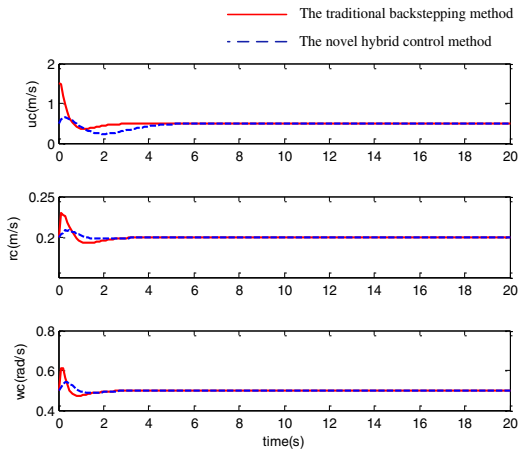 The traditional backstepping method
The novel hybrid control method
uc(m/s)
2
1
0
0 2 4 6 8 10 12 14 16 18 20
rc(m/s)
0.25
0.2
0 2 4 6 8 10 12 14 16 18 20
wc(rad/s)
0.8
0.6
0.4
0 2 4 6 8 10 12 14 16 18 20
time(s)